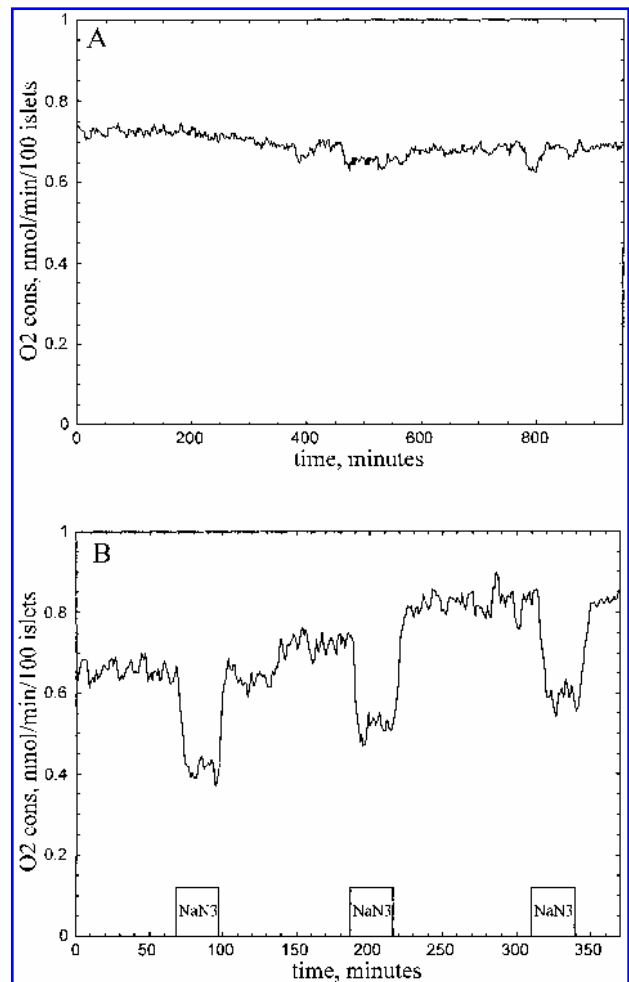 A
O2 cons, nmol/min/100 islets
1
0.8
0.6
0.4
0.2
0
0 200 400 600 800
time, minutes
B
O2 cons, nmol/min/100 islets
1
0.8
0.6
0.4
0.2
0
NaN3 NaN3 NaN3
0 50 100 150 200 250 300 350
time, minutes